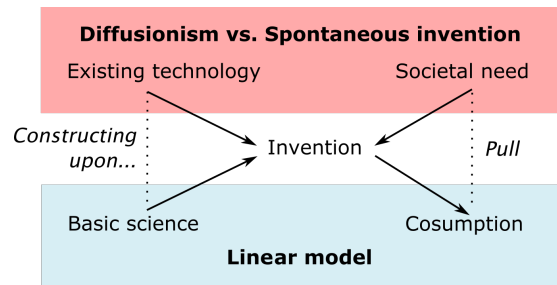 Diffusionism vs. Spontaneous invention
Existing technology
Societal need
Constructing
upon...
Invention
Pull
Basic science
Cosumption
Linear model